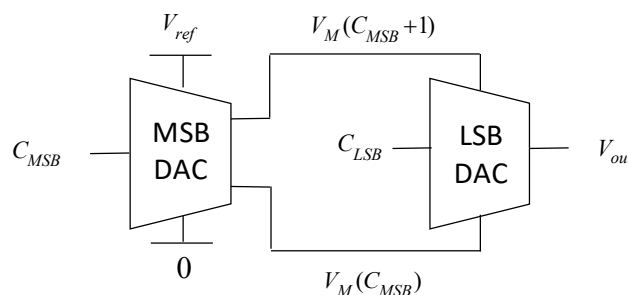 V_ref
V_M(C_MSB+1)
MSB DAC
C_MSB
C_LSB
LSB DAC
V_ou
0
V_M(C_MSB)